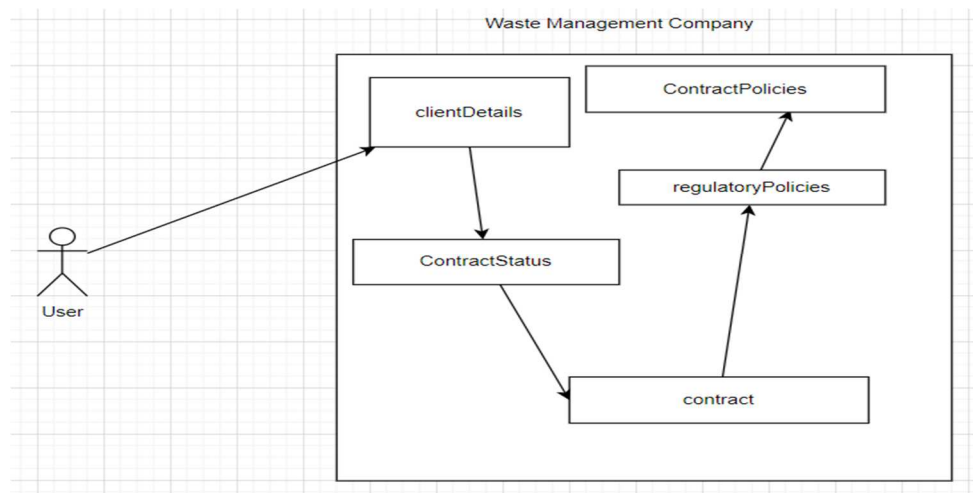 Waste Management Company
clientDetails
ContractPolicies
regulatoryPolicies
ContractStatus
User
contract